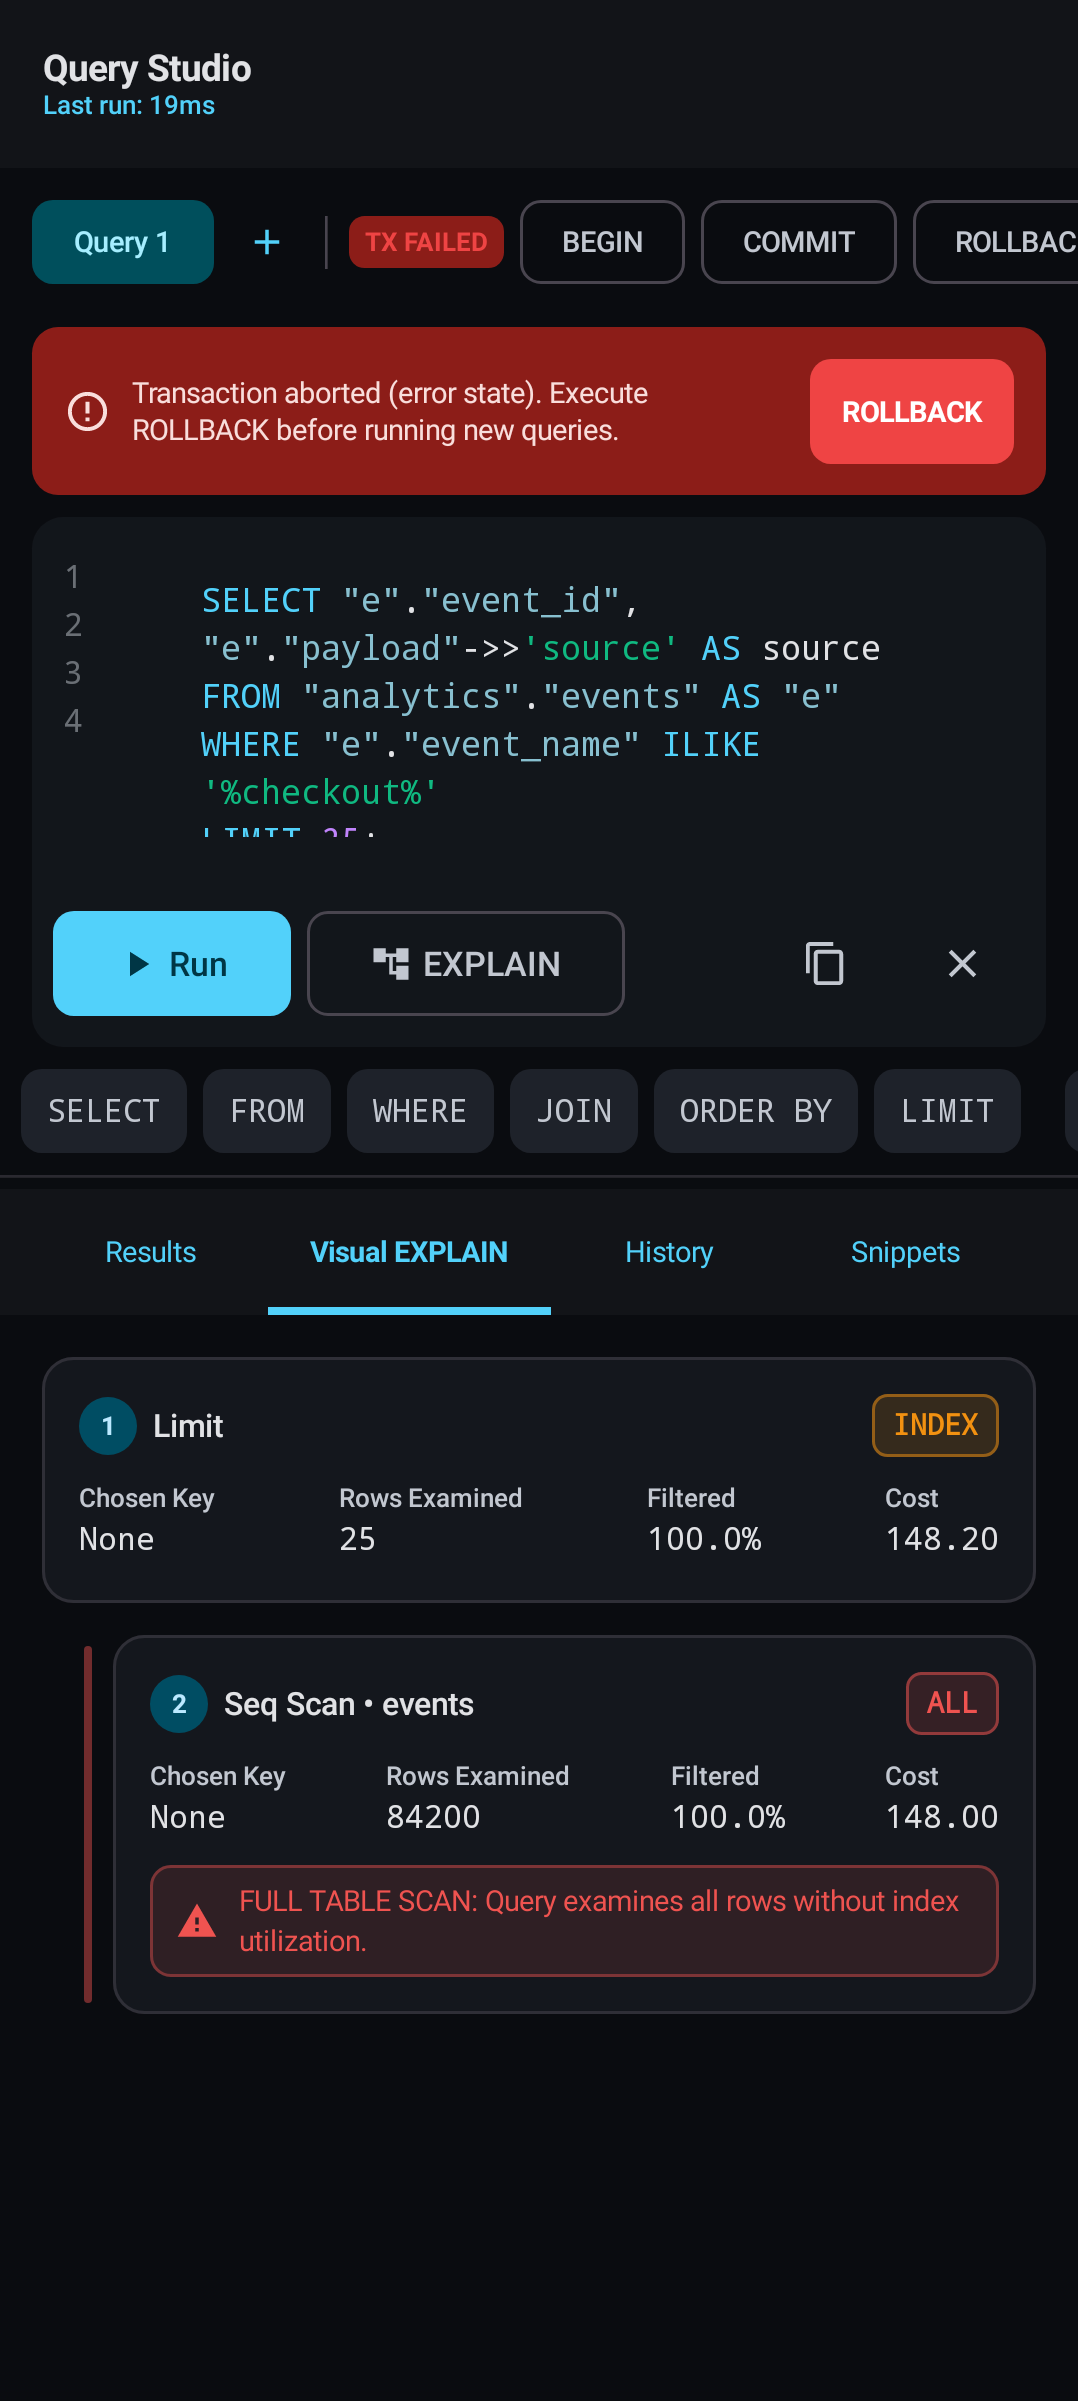 Query Studio
Last run: 19ms
Query 1
+
TX FAILED
BEGIN
COMMIT
ROLLBAC
Transaction aborted (error state). Execute
ROLLBACK before running new queries.
ROLLBACK
1
2
3
4
SELECT "e"."event_id",
"e"."payload"->>'source' AS source
FROM "analytics"."events" AS "e"
WHERE "e"."event_name" ILIKE
'%checkout%'
LIMIT 25;
Run
EXPLAIN
SELECT
FROM
WHERE
JOIN
ORDER BY
LIMIT
Results
Visual EXPLAIN
History
Snippets
1
Limit
INDEX
Chosen Key
Rows Examined
Filtered
Cost
None
25
100.0%
148.20
2
Seq Scan • events
ALL
Chosen Key
Rows Examined
Filtered
Cost
None
84200
100.0%
148.00
FULL TABLE SCAN: Query examines all rows without index
utilization.